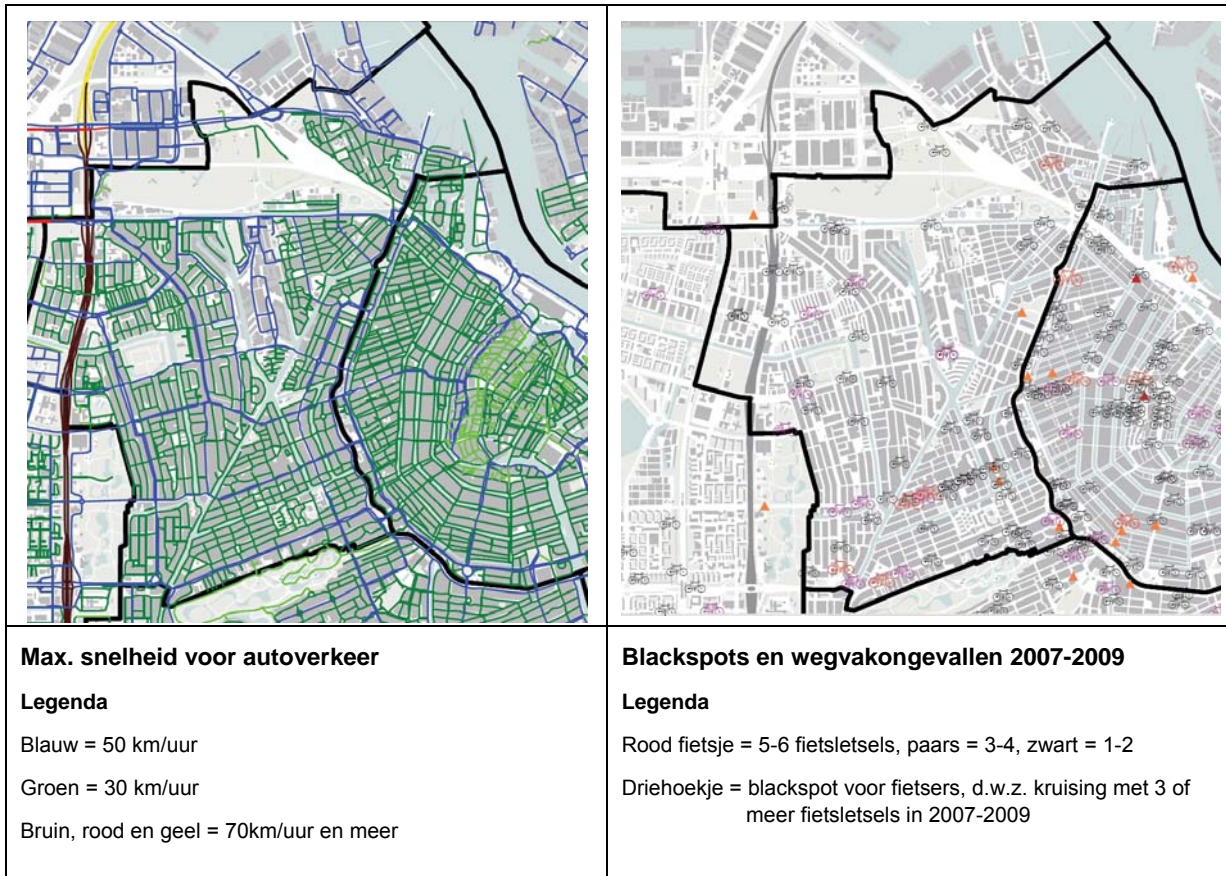 Max. snelheid voor autoverkeer
Legenda
Blauw = 50 km/uur
Groen = 30 km/uur
Bruin, rood en geel = 70km/uur en meer
Blackspots en wegvakongevallen 2007-2009
Legenda
Rood fietsje = 5-6 fietsletsels, paars = 3-4, zwart = 1-2
Driehoekje = blackspot voor fietsers, d.w.z. kruising met 3 of
meer fietsletsels in 2007-2009